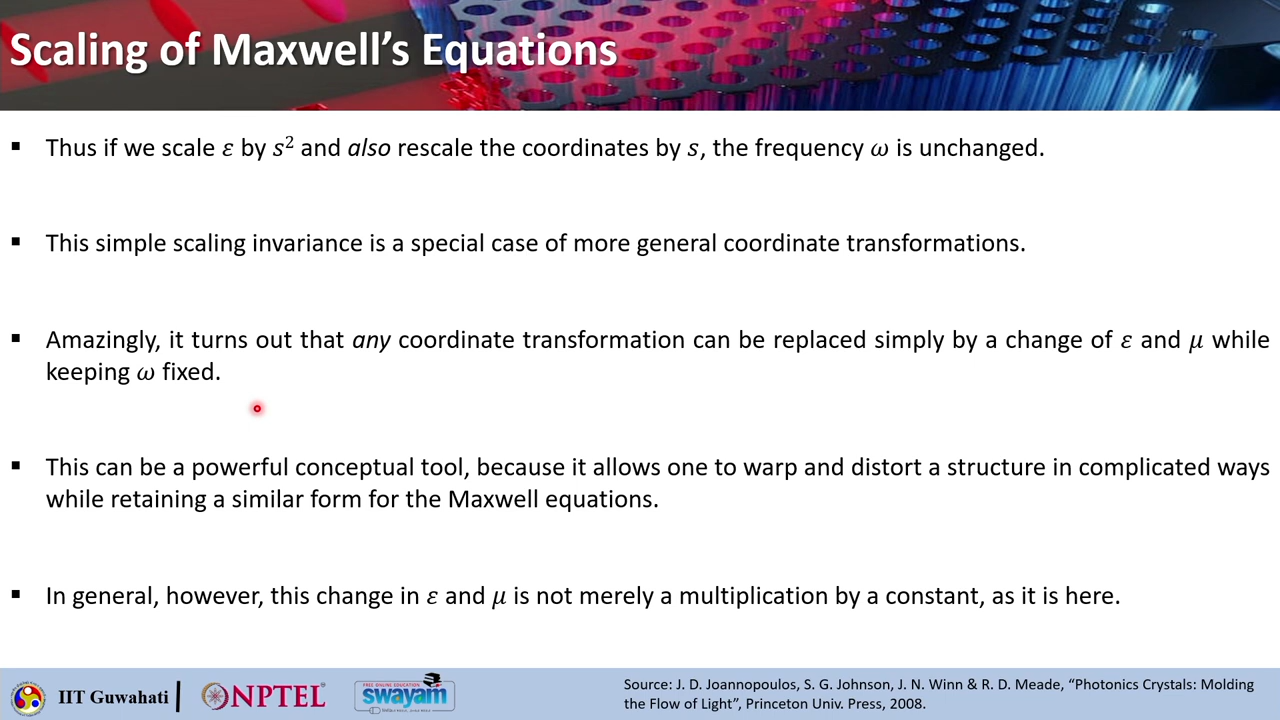 Scaling of Maxwell's Equations
▪ Thus if we scale ε by s² and also rescale the coordinates by s, the frequency ω is unchanged.
▪ This simple scaling invariance is a special case of more general coordinate transformations.
▪ Amazingly, it turns out that any coordinate transformation can be replaced simply by a change of ε and μ while
keeping ω fixed.
▪ This can be a powerful conceptual tool, because it allows one to warp and distort a structure in complicated ways
while retaining a similar form for the Maxwell equations.
▪ In general, however, this change in ε and μ is not merely a multiplication by a constant, as it is here.
IIT Guwahati
NPTEL
FREE ONLINE EDUCATION
swayam
Source: J. D. Joannopoulos, S. G. Johnson, J. N. Winn & R. D. Meade, “Photonics Crystals: Molding
the Flow of Light”, Princeton Univ. Press, 2008.